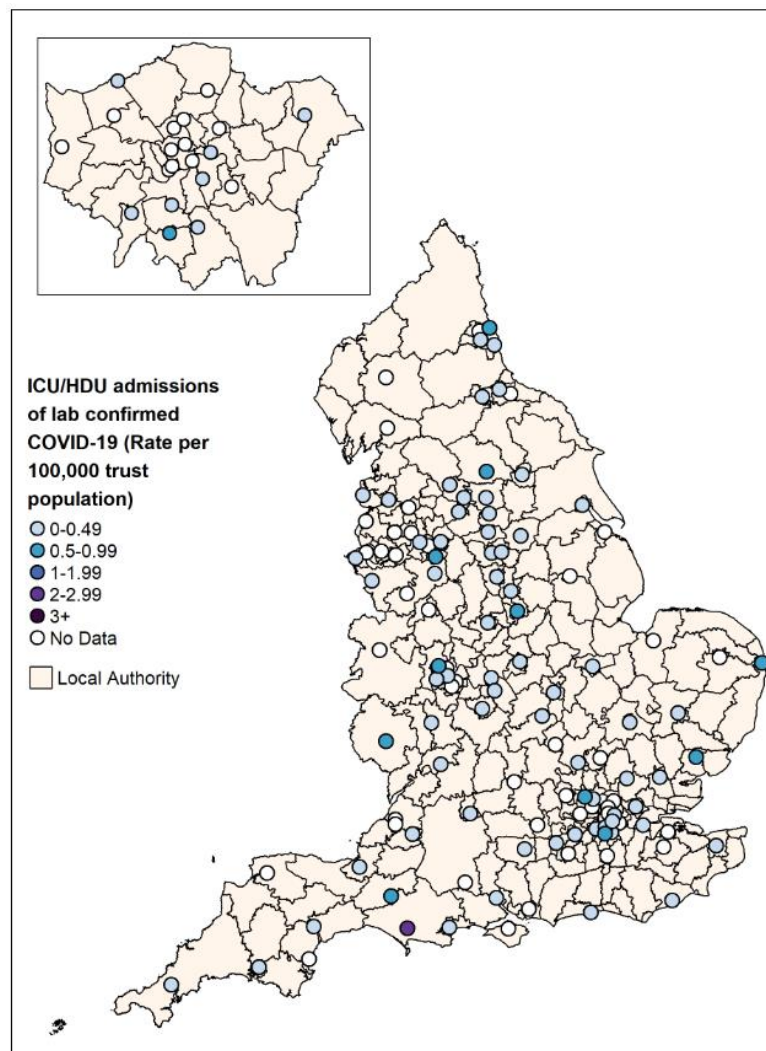 ICU/HDU admissions
of lab confirmed
COVID-19 (Rate per
100,000 trust
population)
0-0.49
0.5-0.99
1-1.99
2-2.99
3+
No Data
Local Authority